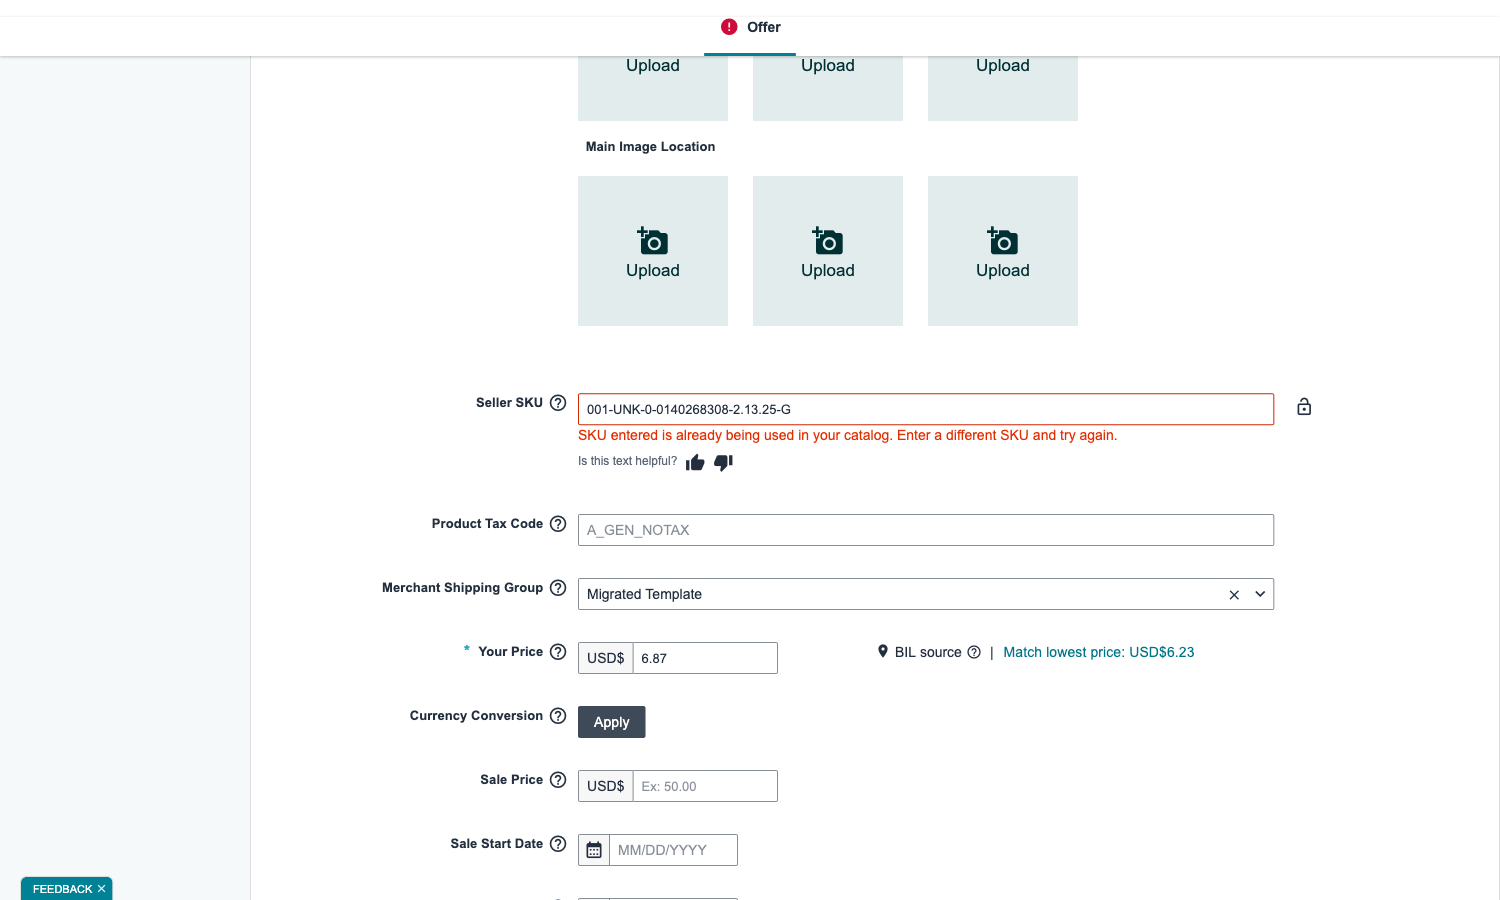 Offer
Upload Upload Upload
Main Image Location
Upload Upload Upload
Seller SKU 001-UNK-0-0140268308-2.13.25-G
SKU entered is already being used in your catalog. Enter a different SKU and try again.
Is this text helpful?
Product Tax Code A_GEN_NOTAX
Merchant Shipping Group Migrated Template
* Your Price USD$ 6.87 BIL source | Match lowest price: USD$6.23
Currency Conversion Apply
Sale Price USD$ Ex: 50.00
Sale Start Date MM/DD/YYYY
FEEDBACK